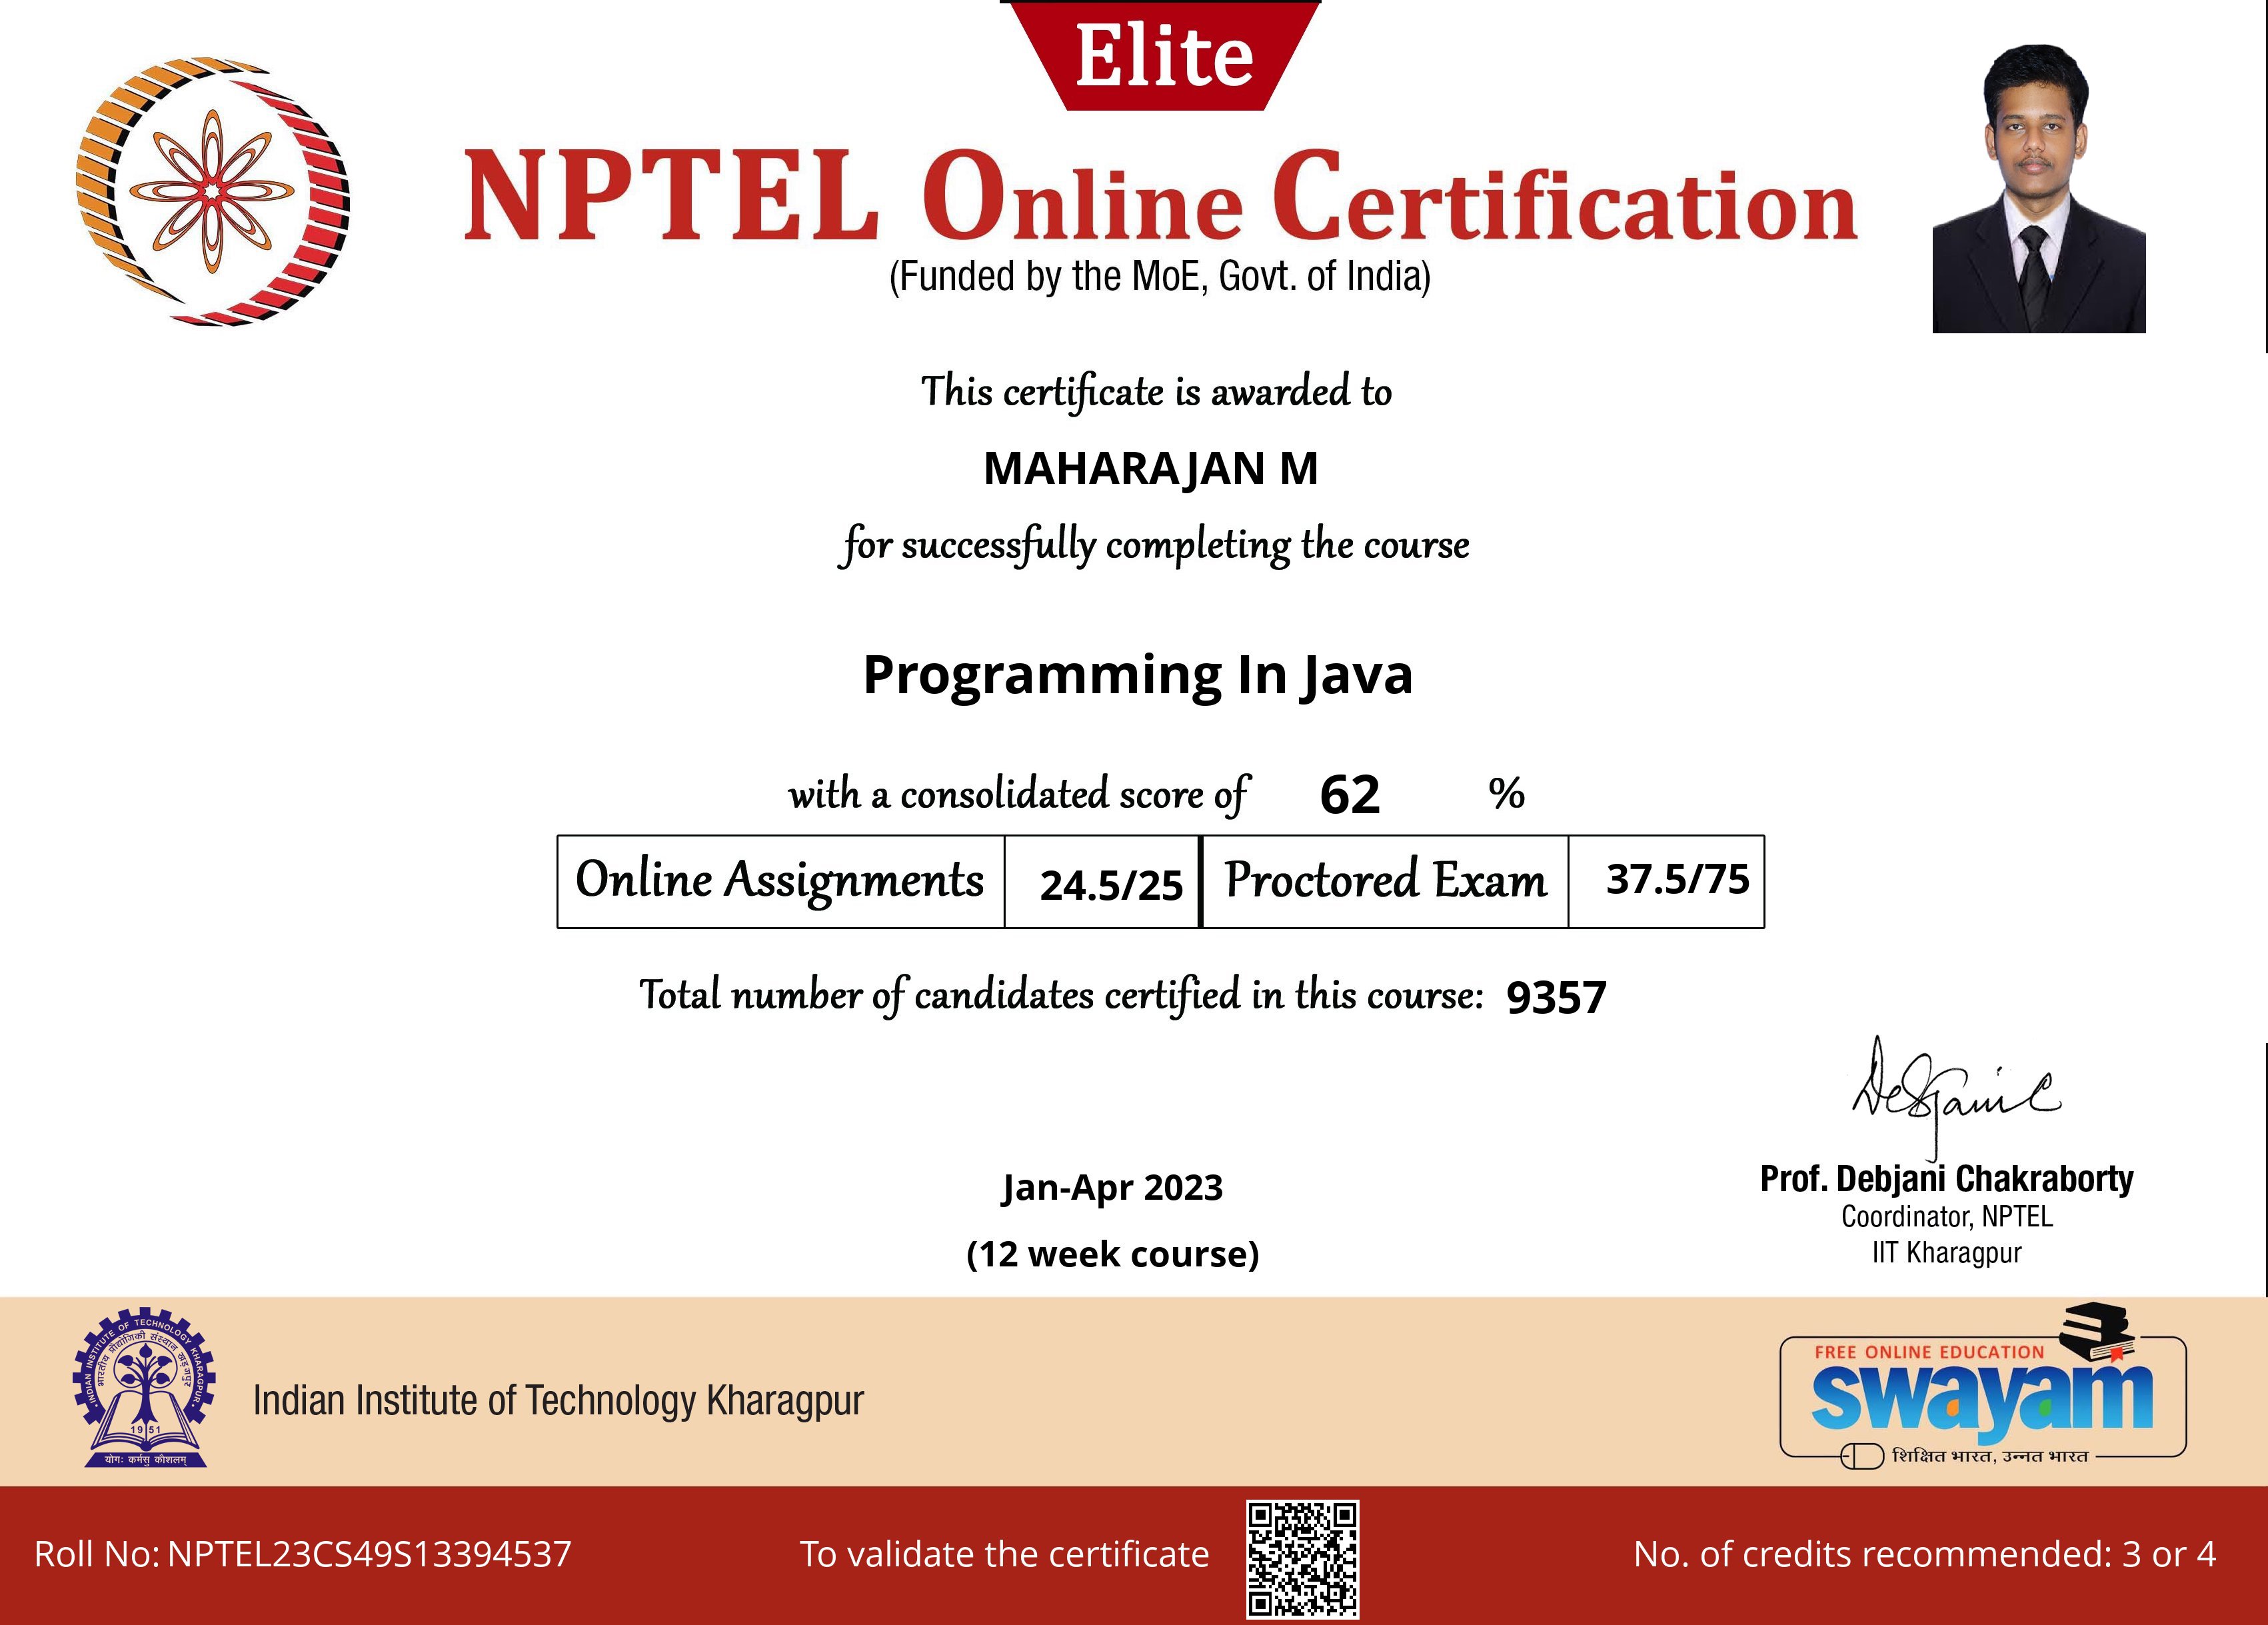 Elite
NPTEL Online Certification
(Funded by the MoE, Govt. of India)
This certificate is awarded to
MAHARAJAN M
for successfully completing the course
Programming In Java
with a consolidated score of 62 %
Online Assignments 24.5/25 Proctored Exam 37.5/75
Total number of candidates certified in this course: 9357
Debjani C
Prof. Debjani Chakraborty
Coordinator, NPTEL
IIT Kharagpur
Jan-Apr 2023
(12 week course)
INDIAN INSTITUTE OF TECHNOLOGY KHARAGPUR
भारतीय प्रौद्योगिकी संस्थान खड़गपुर
1951
योगः कर्मसु कौशलम्
Indian Institute of Technology Kharagpur
FREE ONLINE EDUCATION
swayam
शिक्षित भारत, उन्नत भारत
Roll No: NPTEL23CS49S13394537
To validate the certificate
No. of credits recommended: 3 or 4